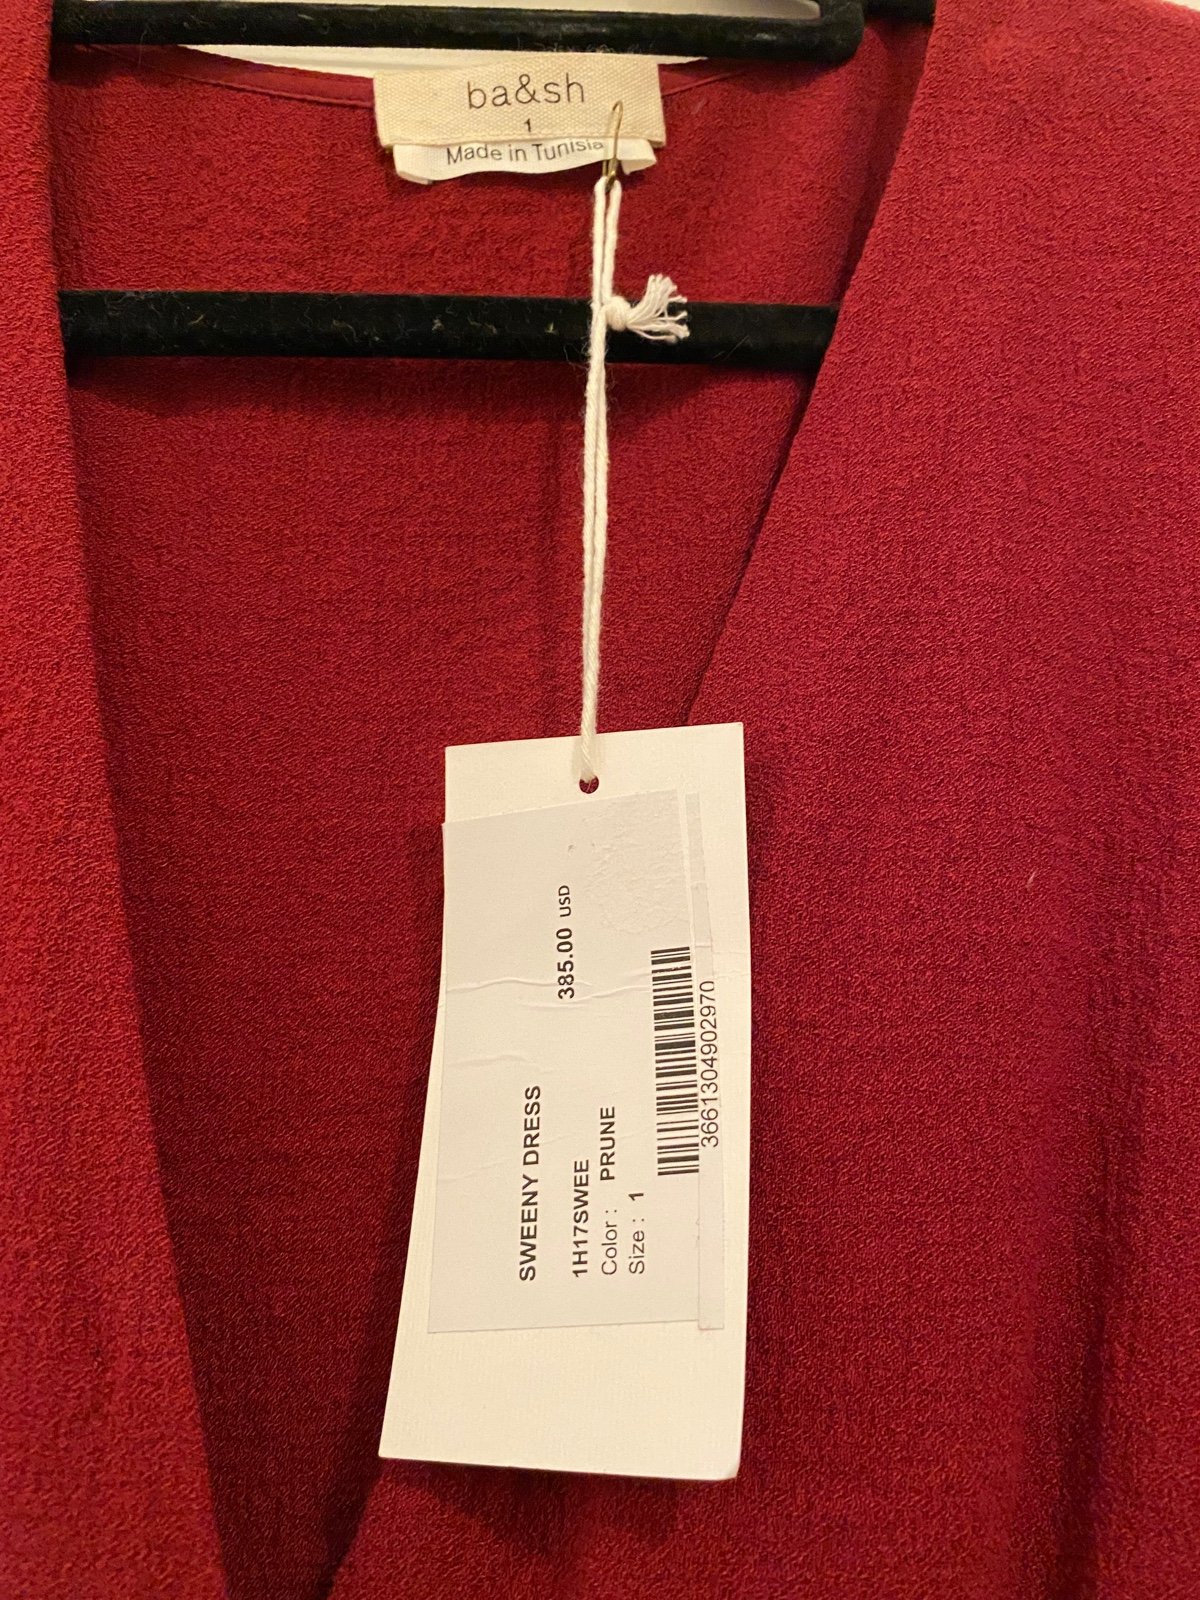 ba&sh
1
Made in Tunisia
SWEENY DRESS
385.00 USD
1H17SWEE
Color : PRUNE
Size : 1
3661304902970